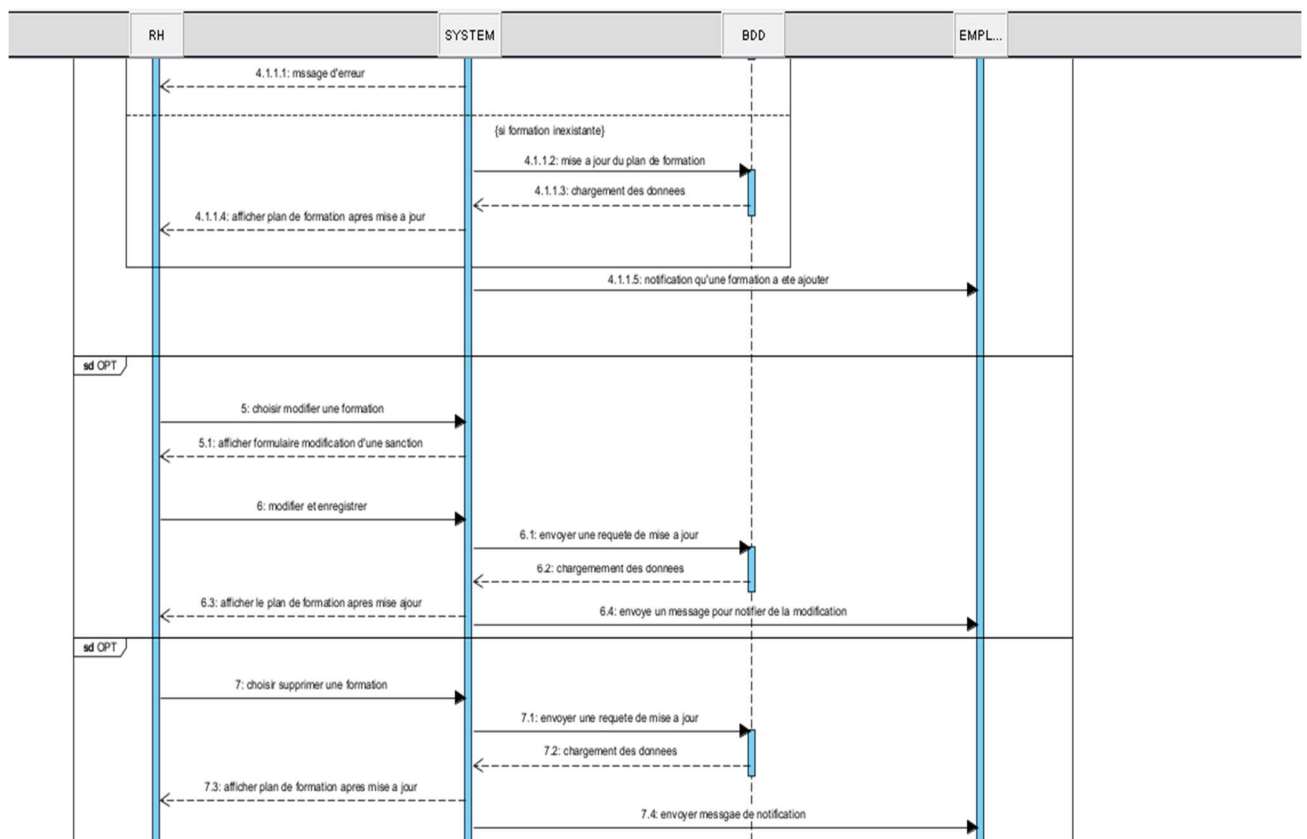 RH
SYSTEM
BDD
EMPL...
4.1.1.1: mssage d'erreur
{si formation inexistante}
4.1.1.2: mise a jour du plan de formation
4.1.1.3: chargement des donnees
4.1.1.4: afficher plan de formation apres mise a jour
4.1.1.5: notification qu'une formation a ete ajouter
sd OPT
5: choisir modifier une formation
5.1: afficher formulaire modification d'une sanction
6: modifier et enregistrer
6.1: envoyer une requete de mise a jour
6.2: chargemement des donnees
6.3: afficher le plan de formation apres mise ajour
6.4: envoye un message pour notifier de la modification
sd OPT
7: choisir supprimer une formation
7.1: envoyer une requete de mise a jour
7.2: chargement des donnees
7.3: afficher plan de formation apres mise a jour
7.4: envoyer messgae de notification